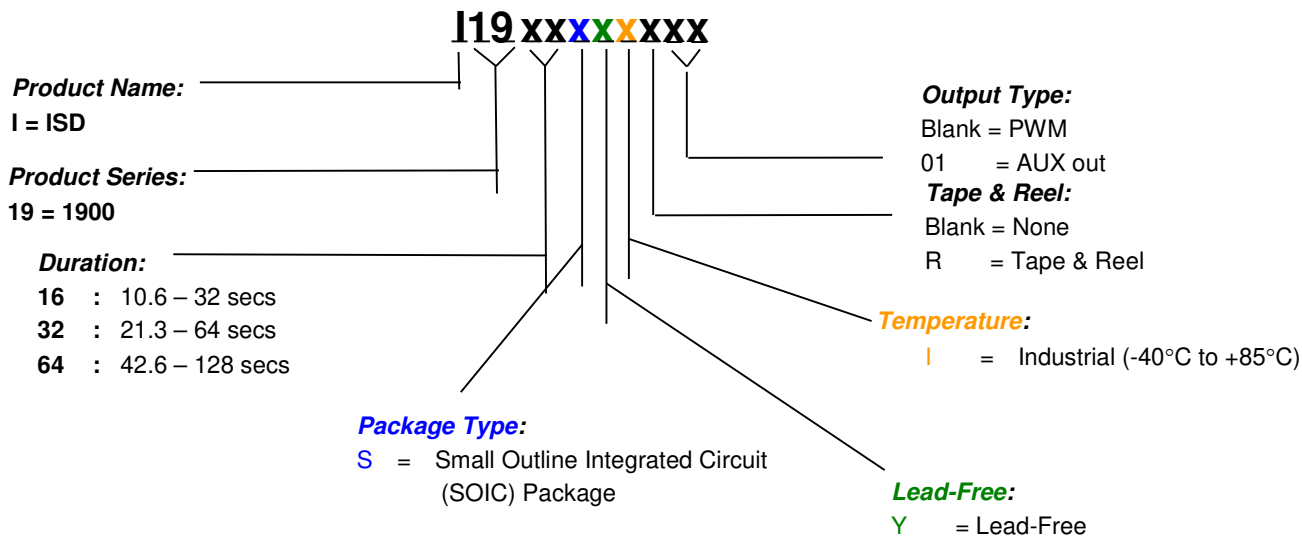 I19 xxxxxxxx
Product Name:
I = ISD
Product Series:
19 = 1900
Duration:
16 : 10.6 – 32 secs
32 : 21.3 – 64 secs
64 : 42.6 – 128 secs
Package Type:
S = Small Outline Integrated Circuit
(SOIC) Package
Output Type:
Blank = PWM
01 = AUX out
Tape & Reel:
Blank = None
R = Tape & Reel
Temperature:
I = Industrial (-40°C to +85°C)
Lead-Free:
Y = Lead-Free